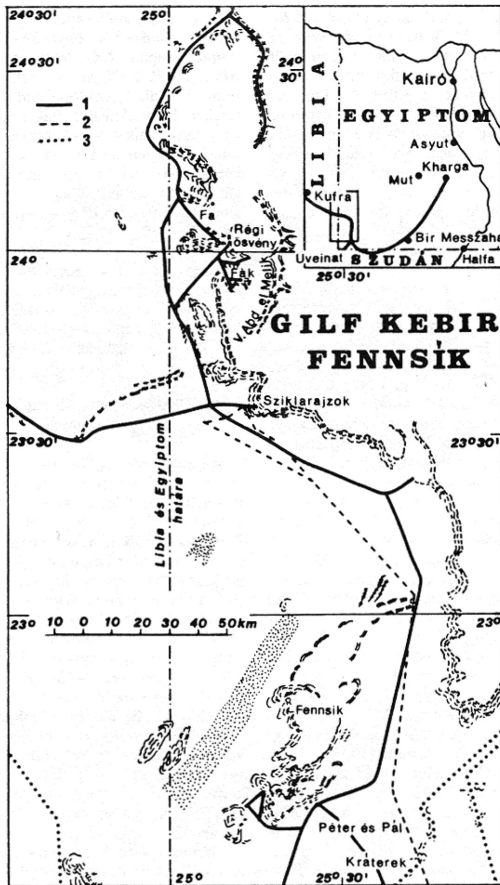 24°30'
25°
24°30'
24°
30'
1
2
3
LIBIA
Kairó
EGYIPTOM
Asyut
Kharga
Mut
Kufra
Bir Messzaha
Uveinat
SZUDÁN
Halfa
25°30'
Fa
Régi
ösvény
24°
Fák
v. Abd el Melik
GILF KEBIR
FENNSÍK
Sziklarajzok
23°30'
23°30'
Libia és Egyiptom
határa
23°
23°
10 0 10 20 30 40 50km
Fennsík
Péter és Pál
Kráterek
25°
25°30'